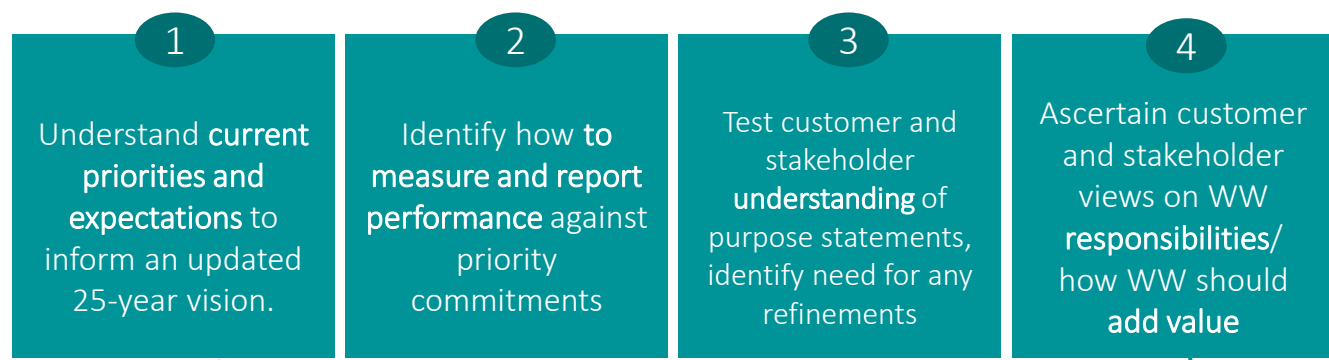 1
Understand current
priorities and
expectations to
inform an updated
25-year vision.
2
Identify how to
measure and report
performance against
priority
commitments
3
Test customer and
stakeholder
understanding of
purpose statements,
identify need for any
refinements
4
Ascertain customer
and stakeholder
views on WW
responsibilities/
how WW should
add value